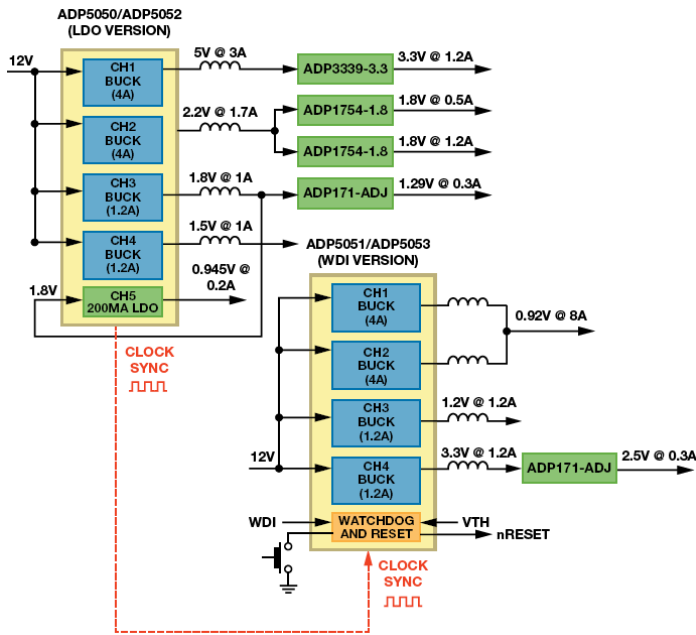 ADP5050/ADP5052
(LDO VERSION)
12V
CH1
BUCK
(4A)
5V @ 3A
ADP3339-3.3
3.3V @ 1.2A
CH2
BUCK
(4A)
2.2V @ 1.7A
ADP1754-1.8
1.8V @ 0.5A
ADP1754-1.8
1.8V @ 1.2A
CH3
BUCK
(1.2A)
1.8V @ 1A
ADP171-ADJ
1.29V @ 0.3A
CH4
BUCK
(1.2A)
1.5V @ 1A
1.8V
CH5
200MA LDO
0.945V @
0.2A
CLOCK
SYNC
ADP5051/ADP5053
(WDI VERSION)
CH1
BUCK
(4A)
CH2
BUCK
(4A)
0.92V @ 8A
CH3
BUCK
(1.2A)
1.2V @ 1.2A
12V
CH4
BUCK
(1.2A)
3.3V @ 1.2A
ADP171-ADJ
2.5V @ 0.3A
WDI
WATCHDOG
AND RESET
VTH
nRESET
CLOCK
SYNC